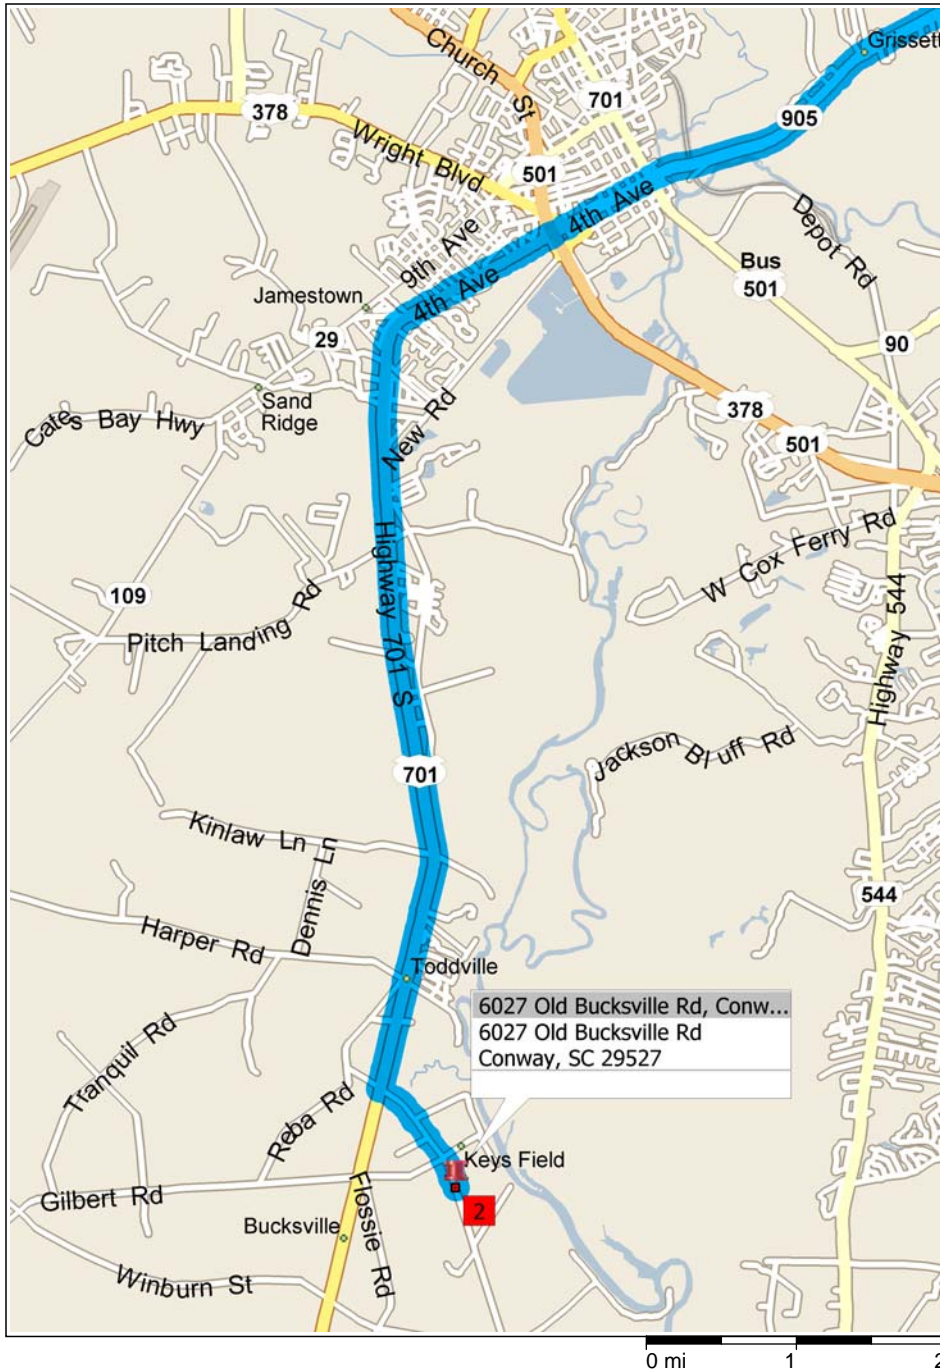 Grissett
Church St
701
905
378
Wright Blvd
501
4th Ave
Depot Rd
9th Ave
Bus
501
Jamestown
4th Ave
29
90
Sand
Ridge
Cates Bay Hwy
New Rd
378
501
W Cox Ferry Rd
Highway 701 S
109
Pitch Landing Rd
Highway 544
Jackson Bluff Rd
701
Kinlaw Ln
Dennis Ln
544
Harper Rd
Toddville
6027 Old Bucksville Rd, Conw...
6027 Old Bucksville Rd
Conway, SC 29527
Tranquil Rd
Reba Rd
Keys Field
Gilbert Rd
2
Flossie Rd
Bucksville
Winburn St
0 mi 1 2